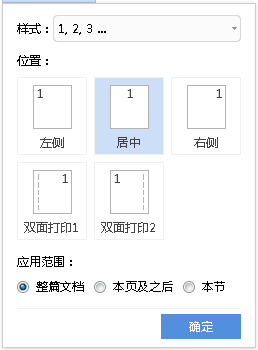 样式： 1, 2, 3 ...
位置：
1 1 1
左侧 居中 右侧
1 1
双面打印1 双面打印2
应用范围：
整篇文档 本页及之后 本节
确定